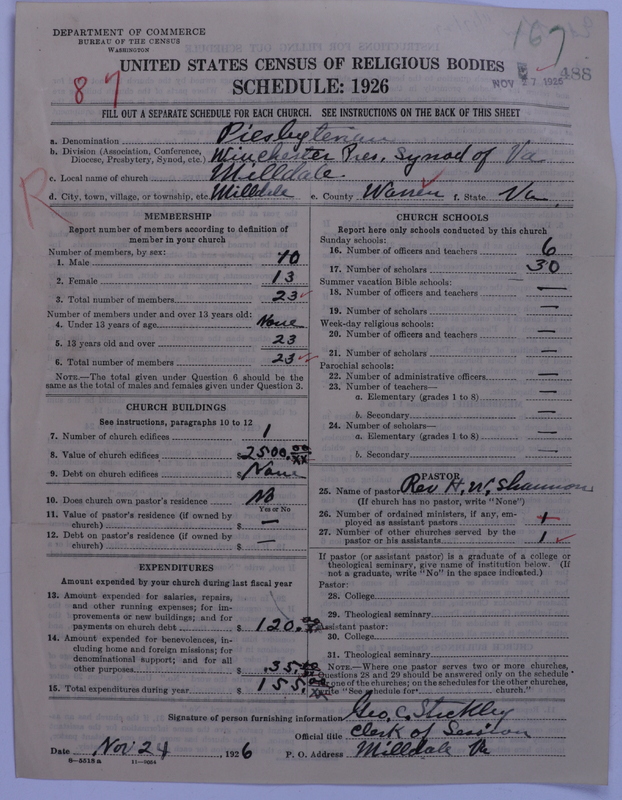 DEPARTMENT OF COMMERCE
BUREAU OF THE CENSUS
WASHINGTON
167
UNITED STATES CENSUS OF RELIGIOUS BODIES
NOV 27 1926
488
87
SCHEDULE: 1926
FILL OUT A SEPARATE SCHEDULE FOR EACH CHURCH. SEE INSTRUCTIONS ON THE BACK OF THIS SHEET
a. Denomination Presbyterian
b. Division (Association, Conference, Diocese, Presbytery, Synod, etc.) Winchester Pres, Synod of Va
c. Local name of church Milldale
R
d. City, town, village, or township, etc. Milldale e. County Warren f. State Va
MEMBERSHIP
Report number of members according to definition of
member in your church
Number of members, by sex:
1. Male 10
2. Female 13
3. Total number of members 23
Number of members under and over 13 years old:
4. Under 13 years of age None
5. 13 years old and over 23
6. Total number of members 23
NOTE.—The total given under Question 6 should be
same as the total of males and females given under Question 3.
CHURCH BUILDINGS
See instructions, paragraphs 10 to 12
7. Number of church edifices 1
8. Value of church edifices $2500.00/xx
9. Debt on church edifices $None
10. Does church own pastor's residence No
Yes or No
11. Value of pastor's residence (if owned by
church) $ —
12. Debt on pastor's residence (if owned by
church) $ —
EXPENDITURES
Amount expended by your church during last fiscal year
13. Amount expended for salaries, repairs,
and other running expenses; for im-
provements or new buildings; and for
payments on church debt $ 120.00/xx
14. Amount expended for benevolences, in-
cluding home and foreign missions; for
denominational support; and for all
other purposes $ 35.00/xx
15. Total expenditures during year $ 155.00/xx
CHURCH SCHOOLS
Report here only schools conducted by this church
Sunday schools:
16. Number of officers and teachers 6
17. Number of scholars 30
Summer vacation Bible schools:
18. Number of officers and teachers —
19. Number of scholars —
Week-day religious schools:
20. Number of officers and teachers —
21. Number of scholars —
Parochial schools:
22. Number of administrative officers —
23. Number of teachers—
a. Elementary (grades 1 to 8) —
b. Secondary —
24. Number of scholars—
a. Elementary (grades 1 to 8) —
b. Secondary —
PASTOR
25. Name of pastor Rev H. W. Shannon
(If church has no pastor, write "None")
26. Number of ordained ministers, if any, em-
ployed as assistant pastors 1
27. Number of other churches served by the
pastor or his assistants 1
If pastor (or assistant pastor) is a graduate of a college or
theological seminary, give name of institution below. (If
not a graduate, write "No" in the space indicated.)
Pastor:
28. College
29. Theological seminary
Assistant pastor:
30. College
31. Theological seminary
NOTE.—Where one pastor serves two or more churches,
Questions 28 and 29 should be answered only on the schedule
for one of the churches; on the schedules for the other churches,
write "See schedule for church."
Signature of person furnishing information Geo. C. Stickley
Official title Clerk of Session
Date Nov 24, 1926 P. O. Address Milldale Va
8—5518 a 11—9064